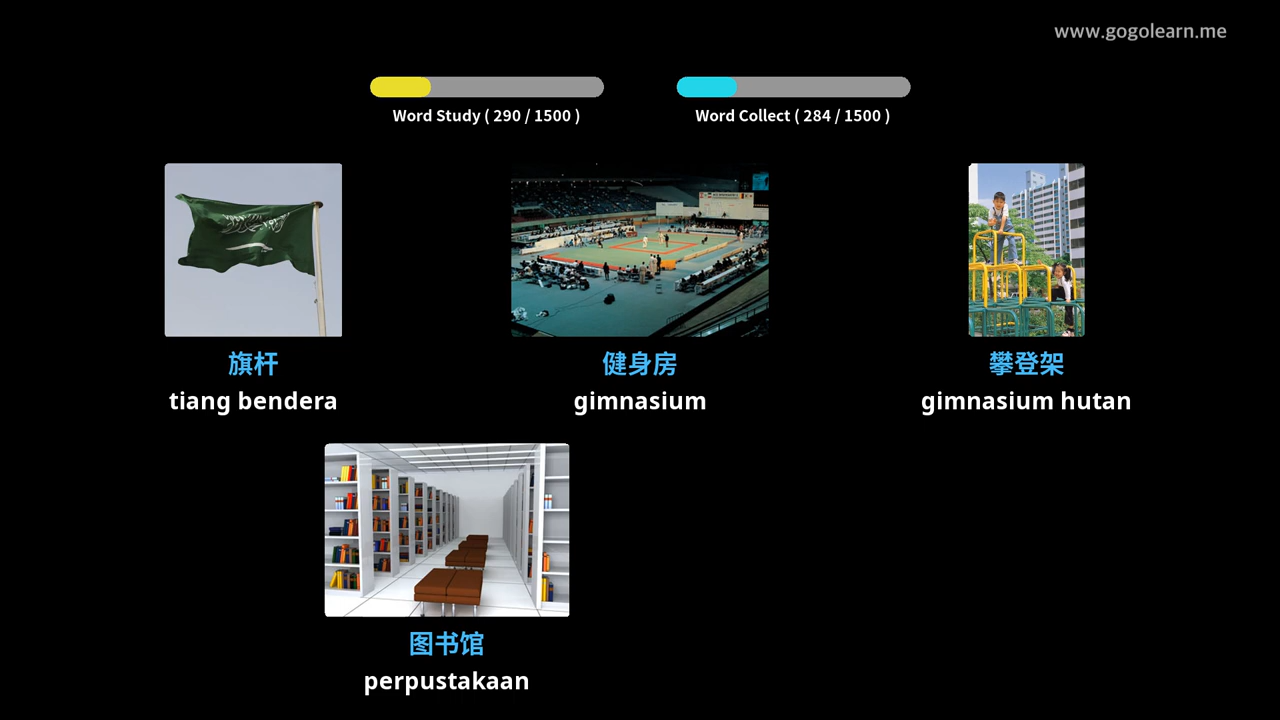 www.gogolearn.me
Word Study ( 290 / 1500 )
Word Collect ( 284 / 1500 )
旗杆
tiang bendera
健身房
gimnasium
攀登架
gimnasium hutan
图书馆
perpustakaan